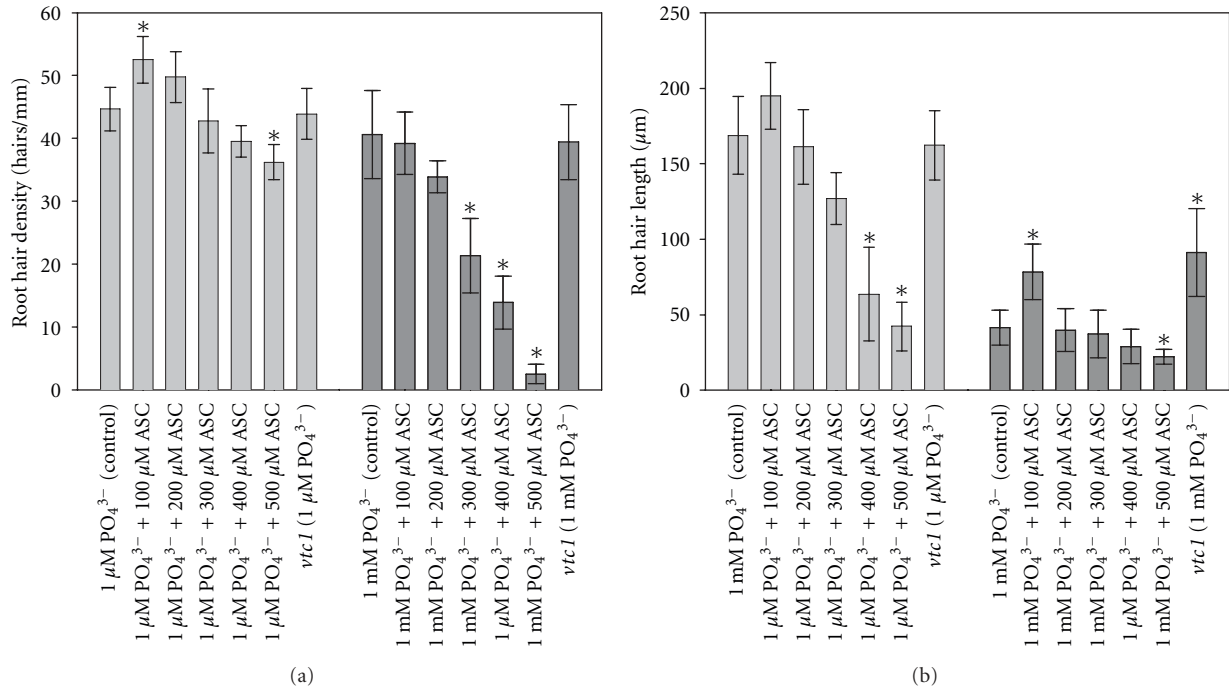 60
50
40
30
20
10
0
Root hair density (hairs/mm)
*
*
*
*
*
1 μM PO₄³⁻ (control)
1 μM PO₄³⁻ + 100 μM ASC
1 μM PO₄³⁻ + 200 μM ASC
1 μM PO₄³⁻ + 300 μM ASC
1 μM PO₄³⁻ + 400 μM ASC
1 μM PO₄³⁻ + 500 μM ASC
vtc1 (1 μM PO₄³⁻)
1 mM PO₄³⁻ (control)
1 mM PO₄³⁻ + 100 μM ASC
1 mM PO₄³⁻ + 200 μM ASC
1 mM PO₄³⁻ + 300 μM ASC
1 μM PO₄³⁻ + 400 μM ASC
1 mM PO₄³⁻ + 500 μM ASC
vtc1 (1 mM PO₄³⁻)
(a)
250
200
150
100
50
0
Root hair length (μm)
*
*
*
*
*
1 mM PO₄³⁻ (control)
1 μM PO₄³⁻ + 100 μM ASC
1 μM PO₄³⁻ + 200 μM ASC
1 μM PO₄³⁻ + 300 μM ASC
1 μM PO₄³⁻ + 400 μM ASC
1 μM PO₄³⁻ + 500 μM ASC
vtc1 (1 μM PO₄³⁻)
1 mM PO₄³⁻ (control)
1 mM PO₄³⁻ + 100 μM ASC
1 mM PO₄³⁻ + 200 μM ASC
1 mM PO₄³⁻ + 300 μM ASC
1 μM PO₄³⁻ + 400 μM ASC
1 mM PO₄³⁻ + 500 μM ASC
vtc1 (1 mM PO₄³⁻)
(b)